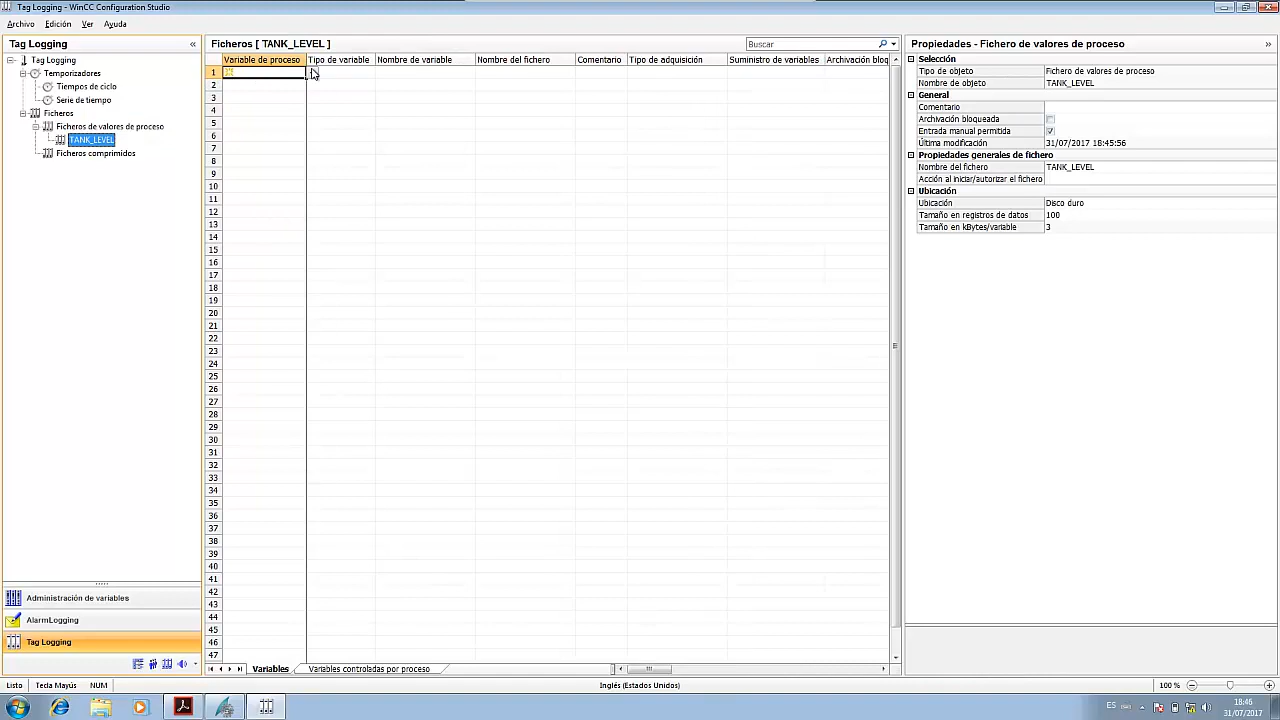 Tag Logging - WinCC Configuration Studio
Archivo Edición Ver Ayuda
Tag Logging «
Tag Logging
Temporizadores
Tiempos de ciclo
Serie de tiempo
Ficheros
Ficheros de valores de proceso
TANK_LEVEL
Ficheros comprimidos
Administración de variables
AlarmLogging
Tag Logging
Ficheros [ TANK_LEVEL ]
Buscar
Variable de proceso Tipo de variable Nombre de variable Nombre del fichero Comentario Tipo de adquisición Suministro de variables Archivación bloq
1
2
3
4
5
6
7
8
9
10
11
12
13
14
15
16
17
18
19
20
21
22
23
24
25
26
27
28
29
30
31
32
33
34
35
36
37
38
39
40
41
42
43
44
45
46
47
Variables Variables controladas por proceso
Propiedades - Fichero de valores de proceso »
Selección
Tipo de objeto Fichero de valores de proceso
Nombre de objeto TANK_LEVEL
General
Comentario
Archivación bloqueada
Entrada manual permitida
Última modificación 31/07/2017 18:45:56
Propiedades generales de fichero
Nombre del fichero TANK_LEVEL
Acción al iniciar/autorizar el fichero
Ubicación
Ubicación Disco duro
Tamaño en registros de datos 100
Tamaño en kBytes/variable 3
Listo Tecla Mayús NUM Inglés (Estados Unidos) 100 %
ES 18:46
31/07/2017